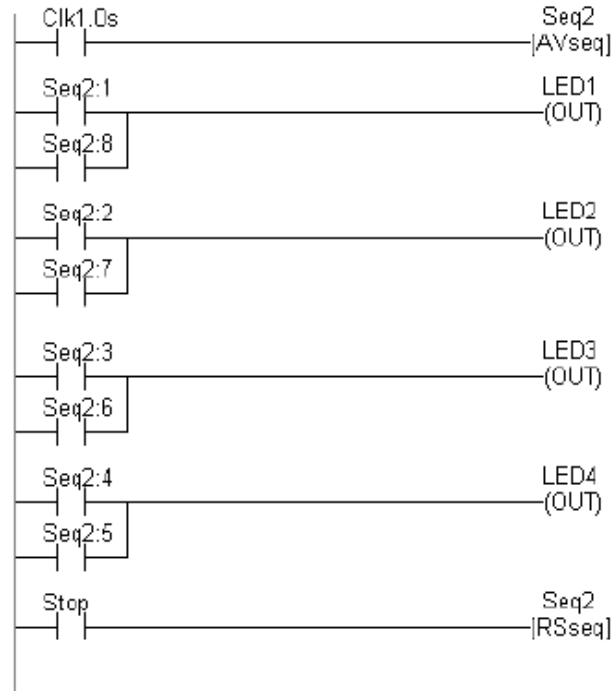 Clk1.0s Seq2
[AVseq]
Seq2:1 LED1
(OUT)
Seq2:8
Seq2:2 LED2
(OUT)
Seq2:7
Seq2:3 LED3
(OUT)
Seq2:6
Seq2:4 LED4
(OUT)
Seq2:5
Stop Seq2
[RSseq]